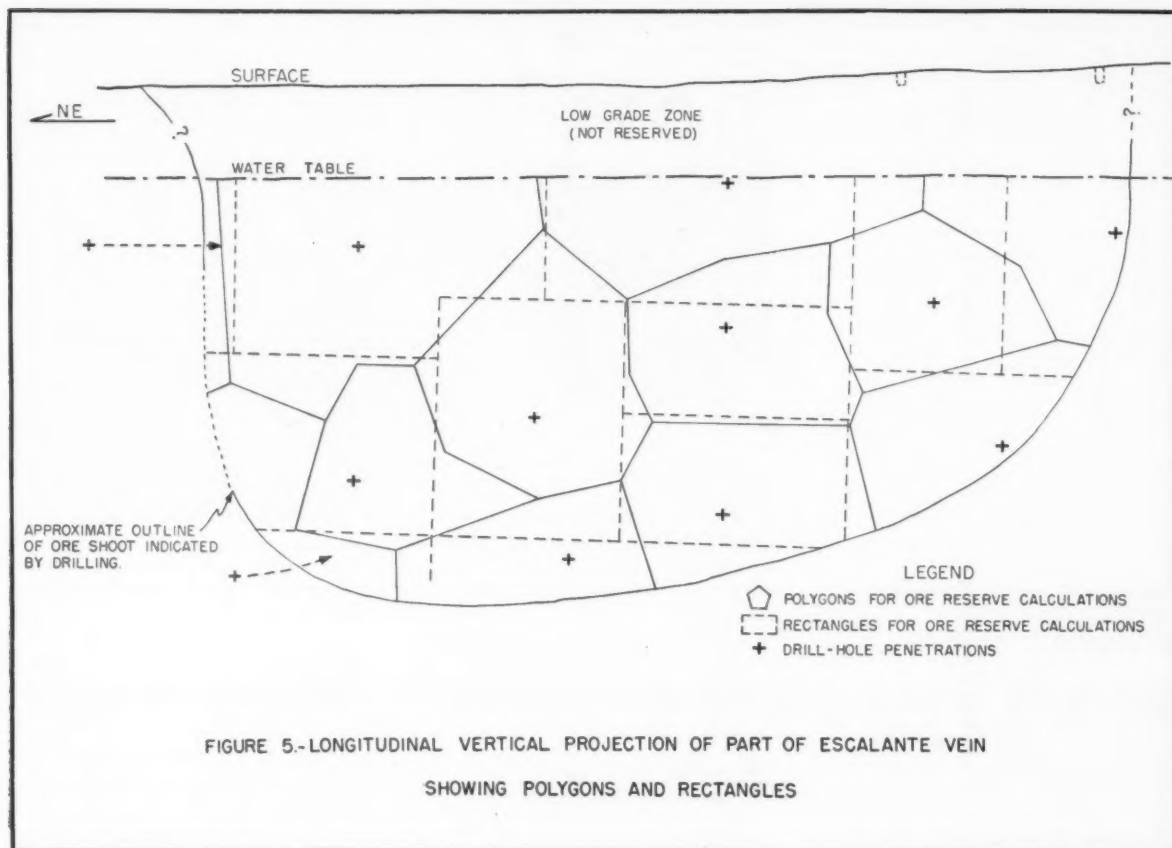 SURFACE
NE
LOW GRADE ZONE
(NOT RESERVED)
?
?
WATER TABLE
APPROXIMATE OUTLINE
OF ORE SHOOT INDICATED
BY DRILLING.
LEGEND
POLYGONS FOR ORE RESERVE CALCULATIONS
RECTANGLES FOR ORE RESERVE CALCULATIONS
DRILL-HOLE PENETRATIONS
FIGURE 5.-LONGITUDINAL VERTICAL PROJECTION OF PART OF ESCALANTE VEIN
SHOWING POLYGONS AND RECTANGLES